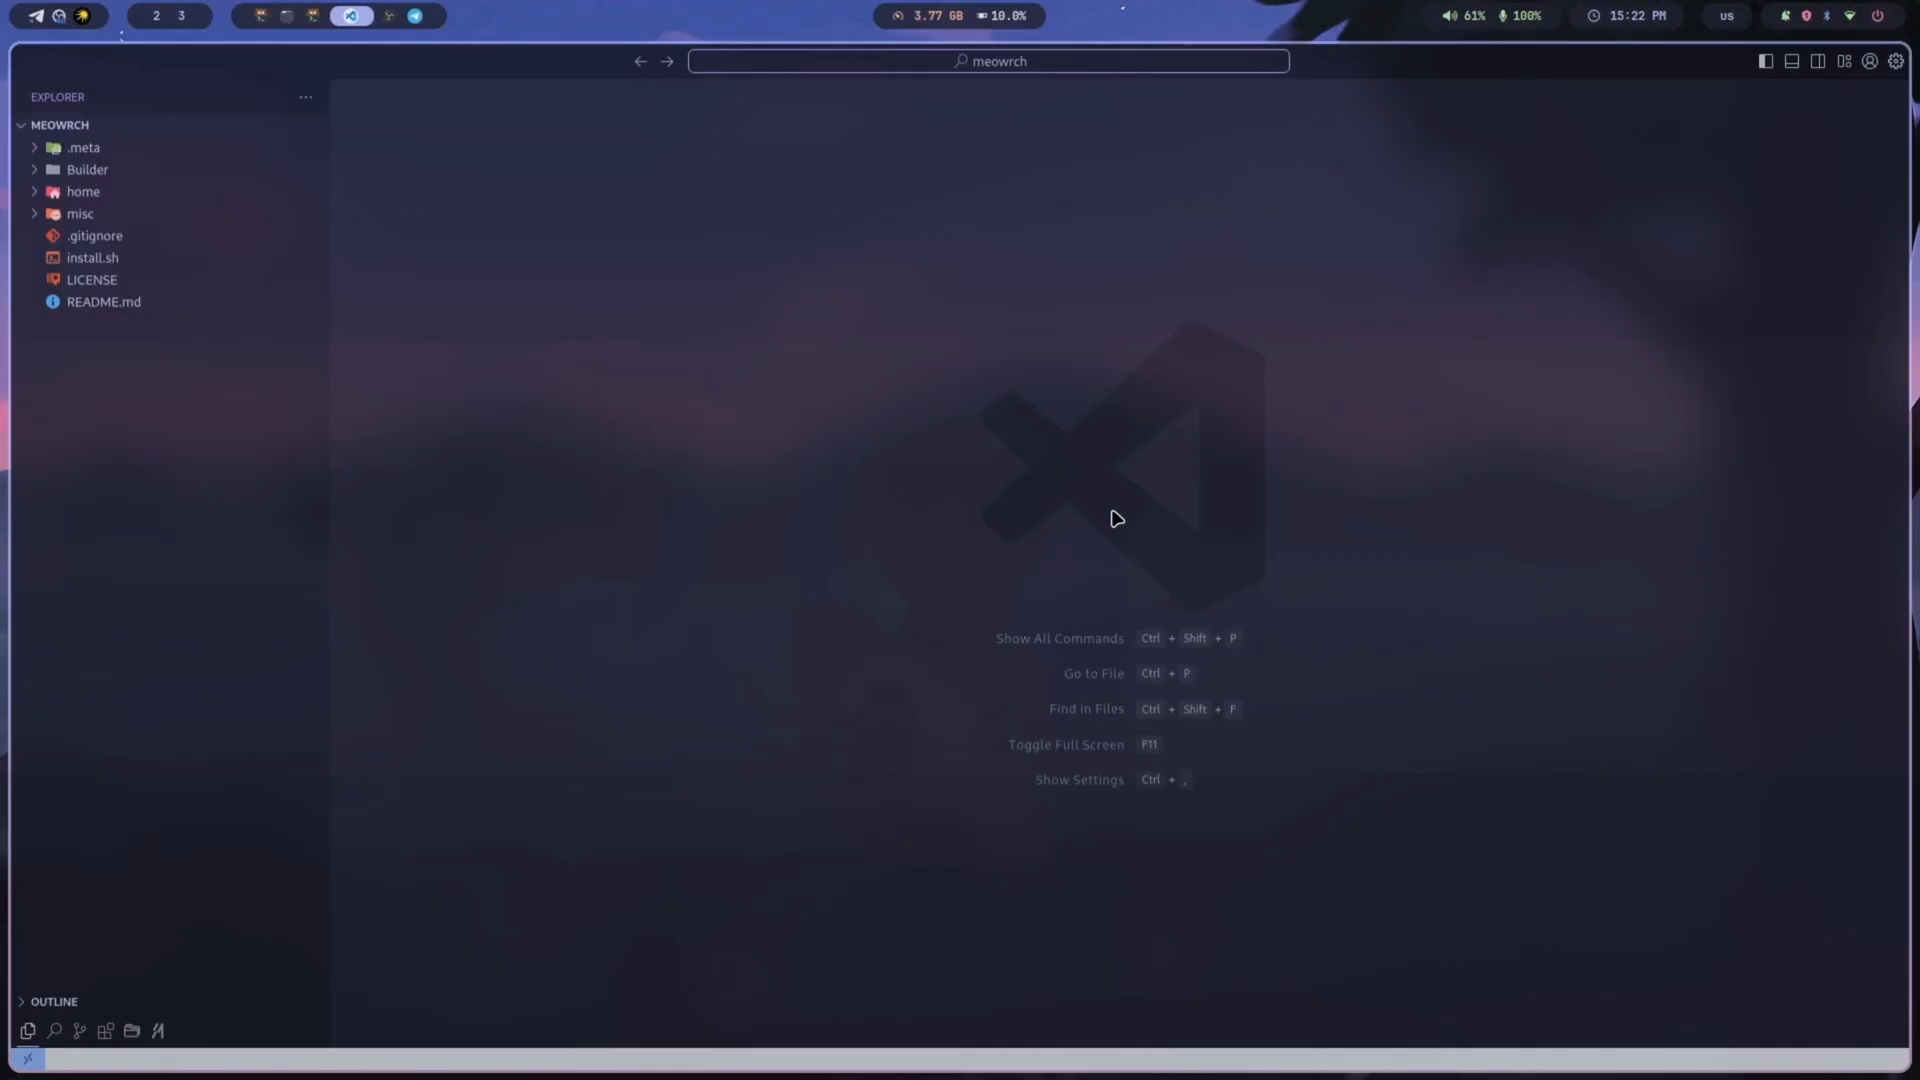 2 3
3.77 GB 10.0%
61% 100%
15:22 PM
US
meowrch
EXPLORER
MEOWRCH
.meta
Builder
home
misc
.gitignore
install.sh
LICENSE
README.md
Show All Commands Ctrl + Shift + P
Go to File Ctrl + P
Find in Files Ctrl + Shift + F
Toggle Full Screen F11
Show Settings Ctrl + ,
OUTLINE